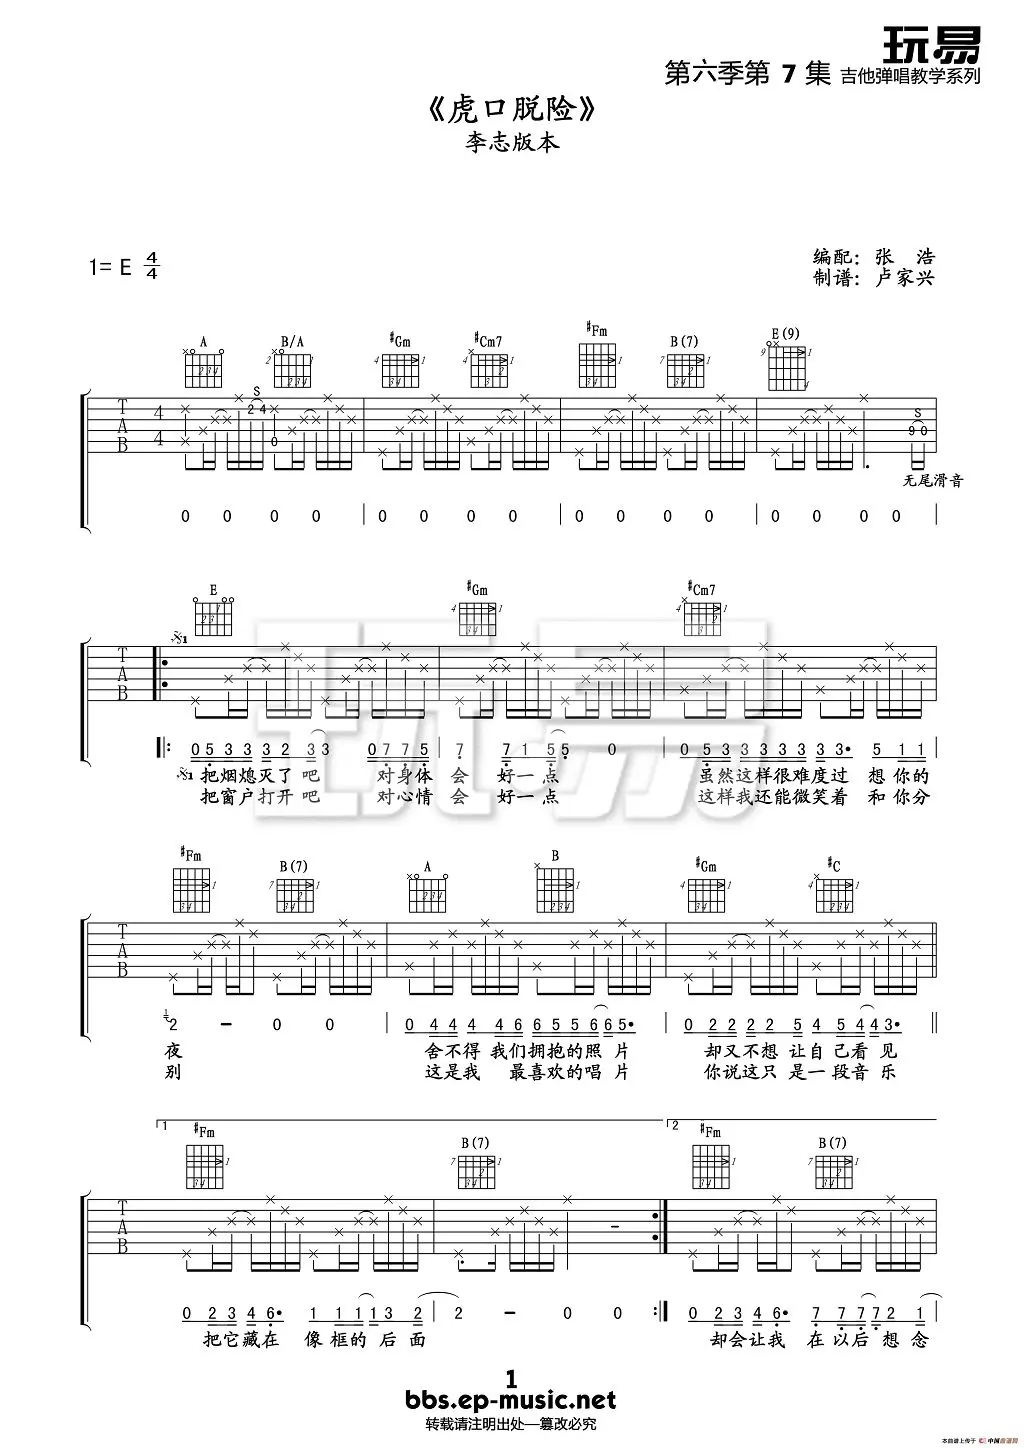 玩易
第六季第 7 集 吉他弹唱教学系列
《虎口脱险》
李志版本
1= E 4/4
编配: 张 浩
制谱: 卢家兴
A B/A #Gm #Cm7 #Fm B(7) E(9)
S S
T A B 4 4 2 4 0 9 0
无尾滑音
0 0 0 0 | 0 0 0 0 | 0 0 0 0 | 0 0 0 0 |
E #Gm #Cm7
T A B
0 5 3 3 3 2 3 3 0 7 7 5 | 7 7 1 5 5 0 | 0 5 3 3 3 3 3 3• 5 1 1
把烟熄灭了吧 对身体会 好一点 虽然这样很难度过 想你的
把窗户打开吧 对心情会 好一点 这样我还能微笑着 和你分
#Fm B(7) A B #Gm #C
T A B
2 – 0 0 | 0 4 4 4 4 6 6 5 5 6 6 5• | 0 2 2 2 2 5 4 5 4 4 3• ||
夜 舍不得 我们拥抱的照片 却又不想 让自己看见
别 这是我 最喜欢的唱片 你说这只 是一段音乐
1 #Fm B(7) 2 #Fm B(7)
T A B
0 2 3 4 6• 1 1 1 1 3 2 | 2 – 0 0 :| 0 2 3 4 6• 7 7 7 7 2 1 |
把它藏在 像框的后面 却会让我 在以后想念
1
bbs.ep-music.net
转载请注明出处—篡改必究
本曲谱上传于 中国曲谱网